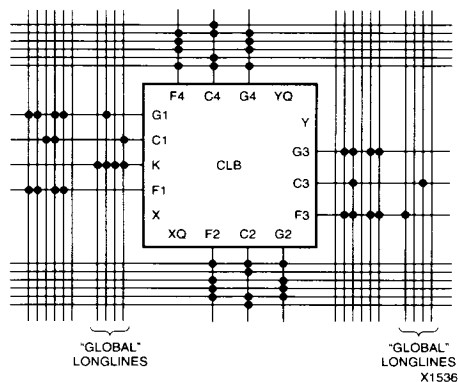 F4 C4 G4 YQ
G1 Y
C1 G3
K CLB C3
F1 F3
X
XQ F2 C2 G2
"GLOBAL" "GLOBAL"
LONGLINES LONGLINES
X1536